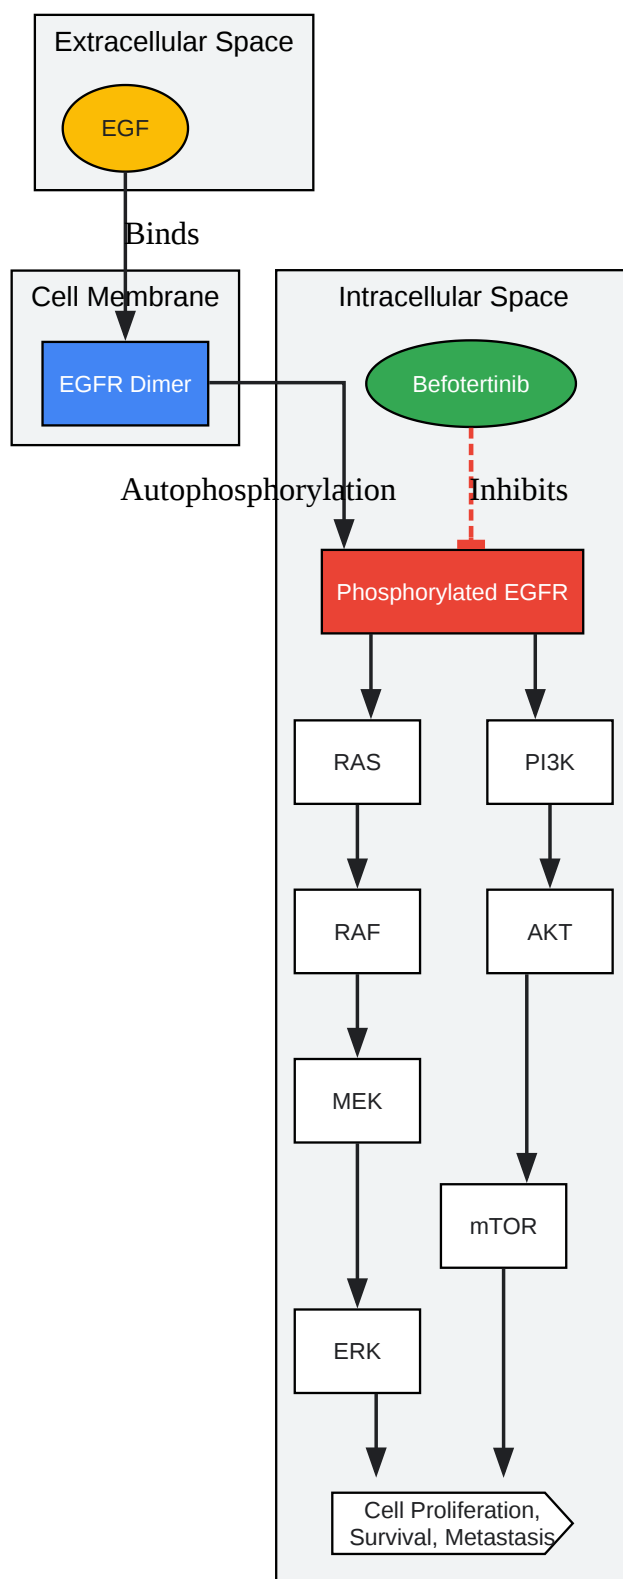 Extracellular Space
EGF
Binds
Cell Membrane
EGFR Dimer
Intracellular Space
Befotertinib
Autophosphorylation
Inhibits
Phosphorylated EGFR
RAS
PI3K
RAF
AKT
MEK
mTOR
ERK
Cell Proliferation,
Survival, Metastasis